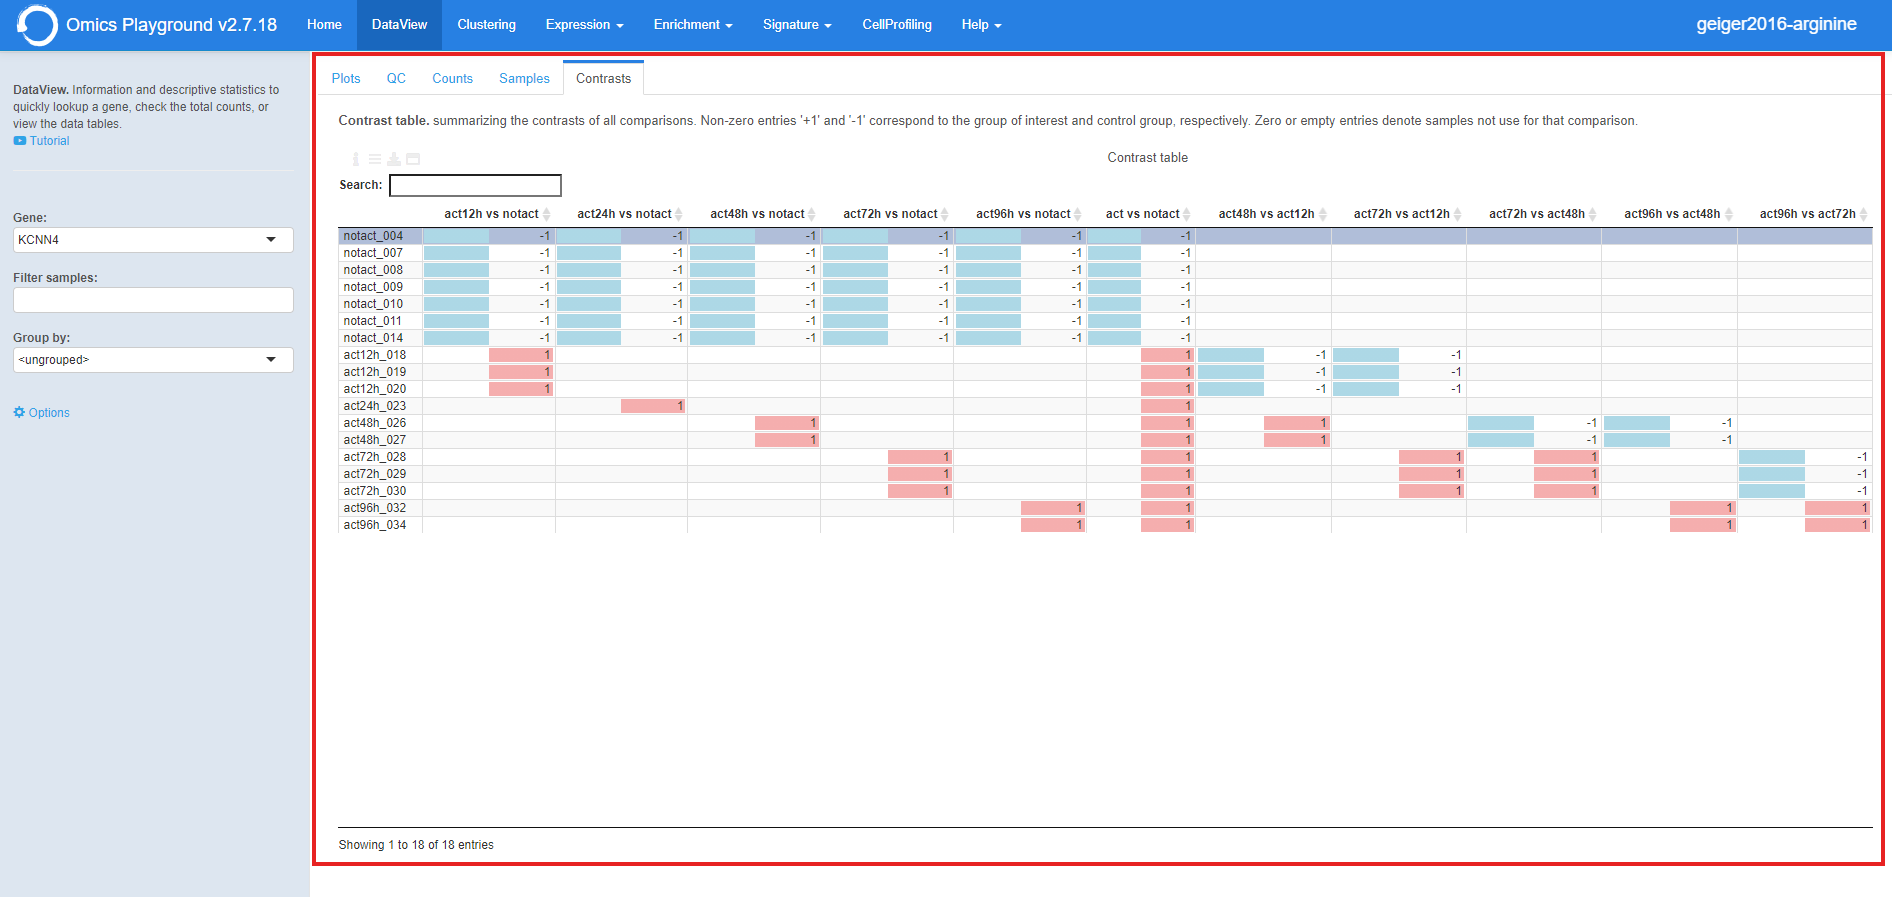 Omics Playground v2.7.18 Home DataView Clustering Expression Enrichment Signature CellProfiling Help geiger2016-arginine
DataView. Information and descriptive statistics to
quickly lookup a gene, check the total counts, or
view the data tables.
Tutorial
Gene:
KCNN4
Filter samples:
Group by:
<ungrouped>
Options
Plots QC Counts Samples Contrasts
Contrast table. summarizing the contrasts of all comparisons. Non-zero entries '+1' and '-1' correspond to the group of interest and control group, respectively. Zero or empty entries denote samples not use for that comparison.
Contrast table
Search:
act12h vs notact act24h vs notact act48h vs notact act72h vs notact act96h vs notact act vs notact act48h vs act12h act72h vs act12h act72h vs act48h act96h vs act48h act96h vs act72h
notact_004 -1 -1 -1 -1 -1 -1
notact_007 -1 -1 -1 -1 -1 -1
notact_008 -1 -1 -1 -1 -1 -1
notact_009 -1 -1 -1 -1 -1 -1
notact_010 -1 -1 -1 -1 -1 -1
notact_011 -1 -1 -1 -1 -1 -1
notact_014 -1 -1 -1 -1 -1 -1
act12h_018 1 1 -1 -1
act12h_019 1 1 -1 -1
act12h_020 1 1 -1 -1
act24h_023 1 1
act48h_026 1 1 1 -1 -1
act48h_027 1 1 1 -1 -1
act72h_028 1 1 1 1 -1
act72h_029 1 1 1 1 -1
act72h_030 1 1 1 1 -1
act96h_032 1 1 1 1
act96h_034 1 1 1 1
Showing 1 to 18 of 18 entries